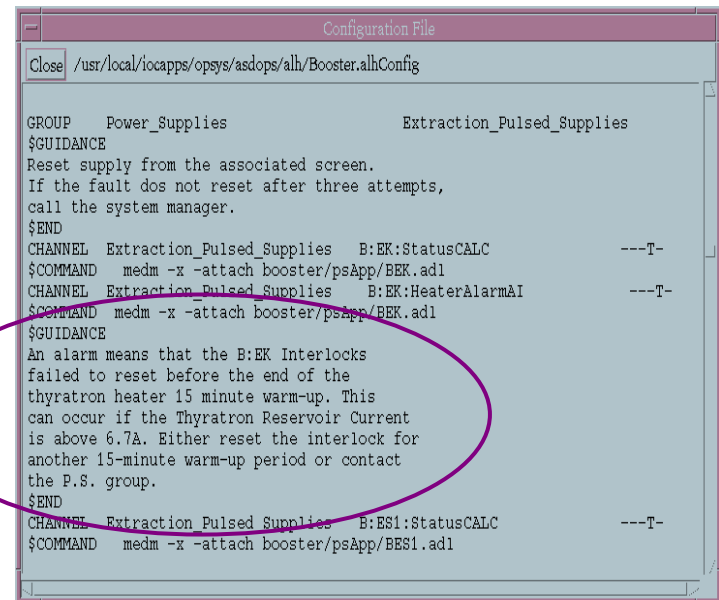 Configuration File
Close /usr/local/iocapps/opsys/asdops/alh/Booster.alhConfig
GROUP Power_Supplies Extraction_Pulsed_Supplies
$GUIDANCE
Reset supply from the associated screen.
If the fault dos not reset after three attempts,
call the system manager.
$END
CHANNEL Extraction_Pulsed_Supplies B:EK:StatusCALC ---T-
$COMMAND medm -x -attach booster/psApp/BEK.adl
CHANNEL Extraction_Pulsed_Supplies B:EK:HeaterAlarmAI ---T-
$COMMAND medm -x -attach booster/psApp/BEK.adl
$GUIDANCE
An alarm means that the B:EK Interlocks
failed to reset before the end of the
thyratron heater 15 minute warm-up. This
can occur if the Thyratron Reservoir Current
is above 6.7A. Either reset the interlock for
another 15-minute warm-up period or contact
the P.S. group.
$END
CHANNEL Extraction_Pulsed_Supplies B:ES1:StatusCALC ---T-
$COMMAND medm -x -attach booster/psApp/BES1.adl